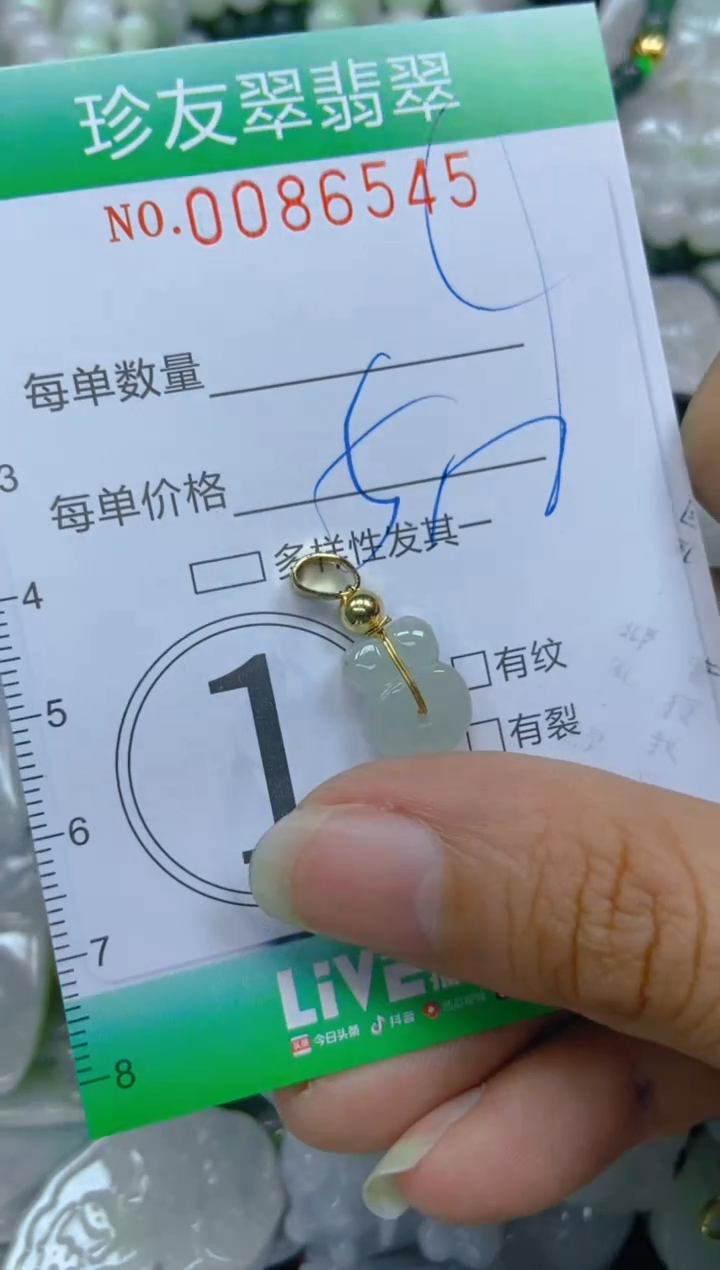 珍友翠翡翠
NO.0086545
每单数量
每单价格
多样性发其一
3
4
1
有纹
5
有裂
6
7
LiVE
今日头条 抖音
8